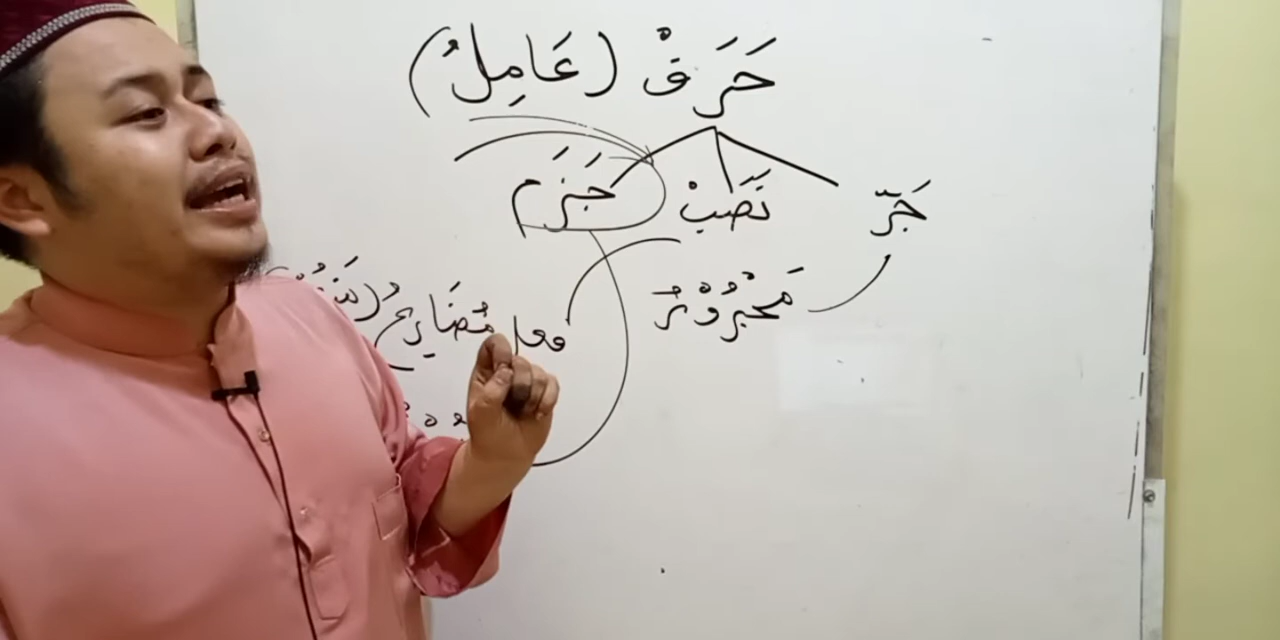 حَرَفْ (عَامِلُ)
جَرّ نَصَبْ جَزَم
مَجْرُوْرُ
فعل مُضَارِعُ